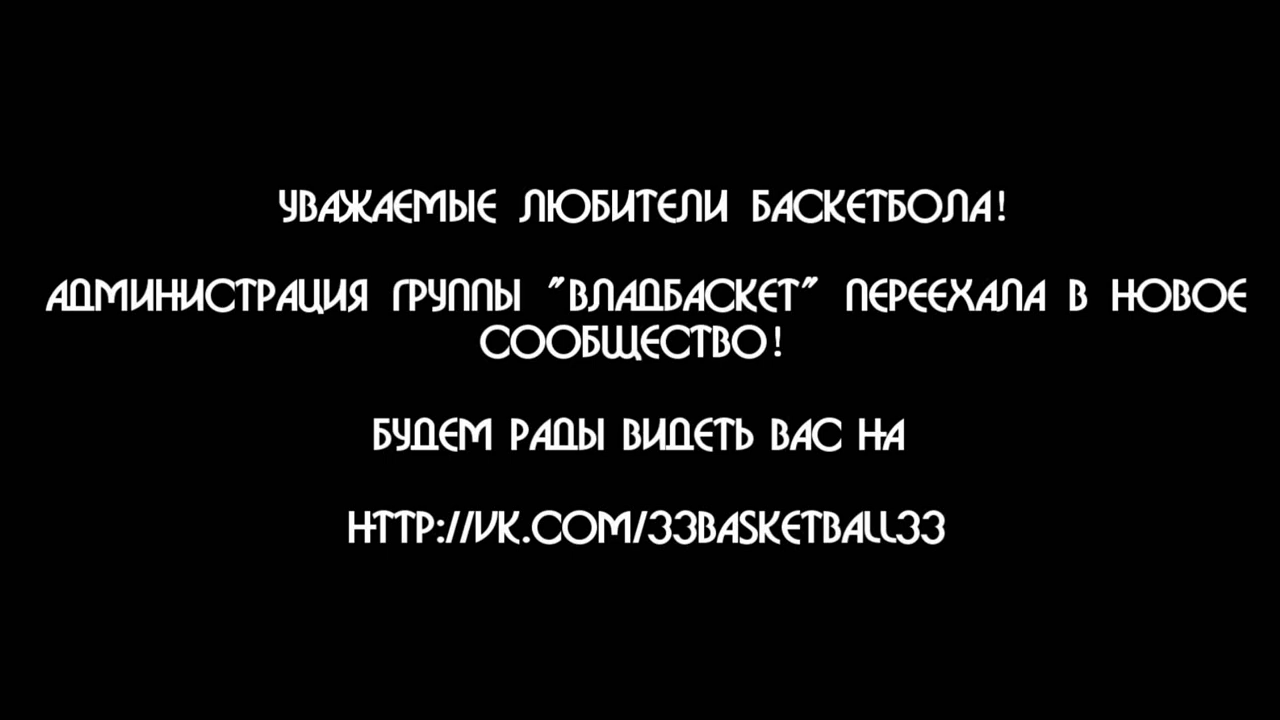 УВАЖАЕМЫЕ ЛЮБИТЕЛИ БАСКЕТБОЛА!
АДМИНИСТРАЦИЯ ГРУППЫ "ВЛАДБАСКЕТ" ПЕРЕЕХАЛА В НОВОЕ
СООБЩЕСТВО!
БУДЕМ РАДЫ ВИДЕТЬ ВАС НА
HTTP://VK.COM/33BASKETBALL33